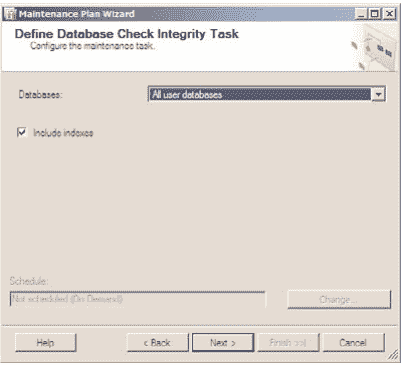 Maintenance Plan Wizard
Define Database Check Integrity Task
Configure the maintenance task.
Databases: All user databases
Include indexes
Schedule:
Not scheduled (On Demand) Change...
Help < Back Next > Finish >>| Cancel